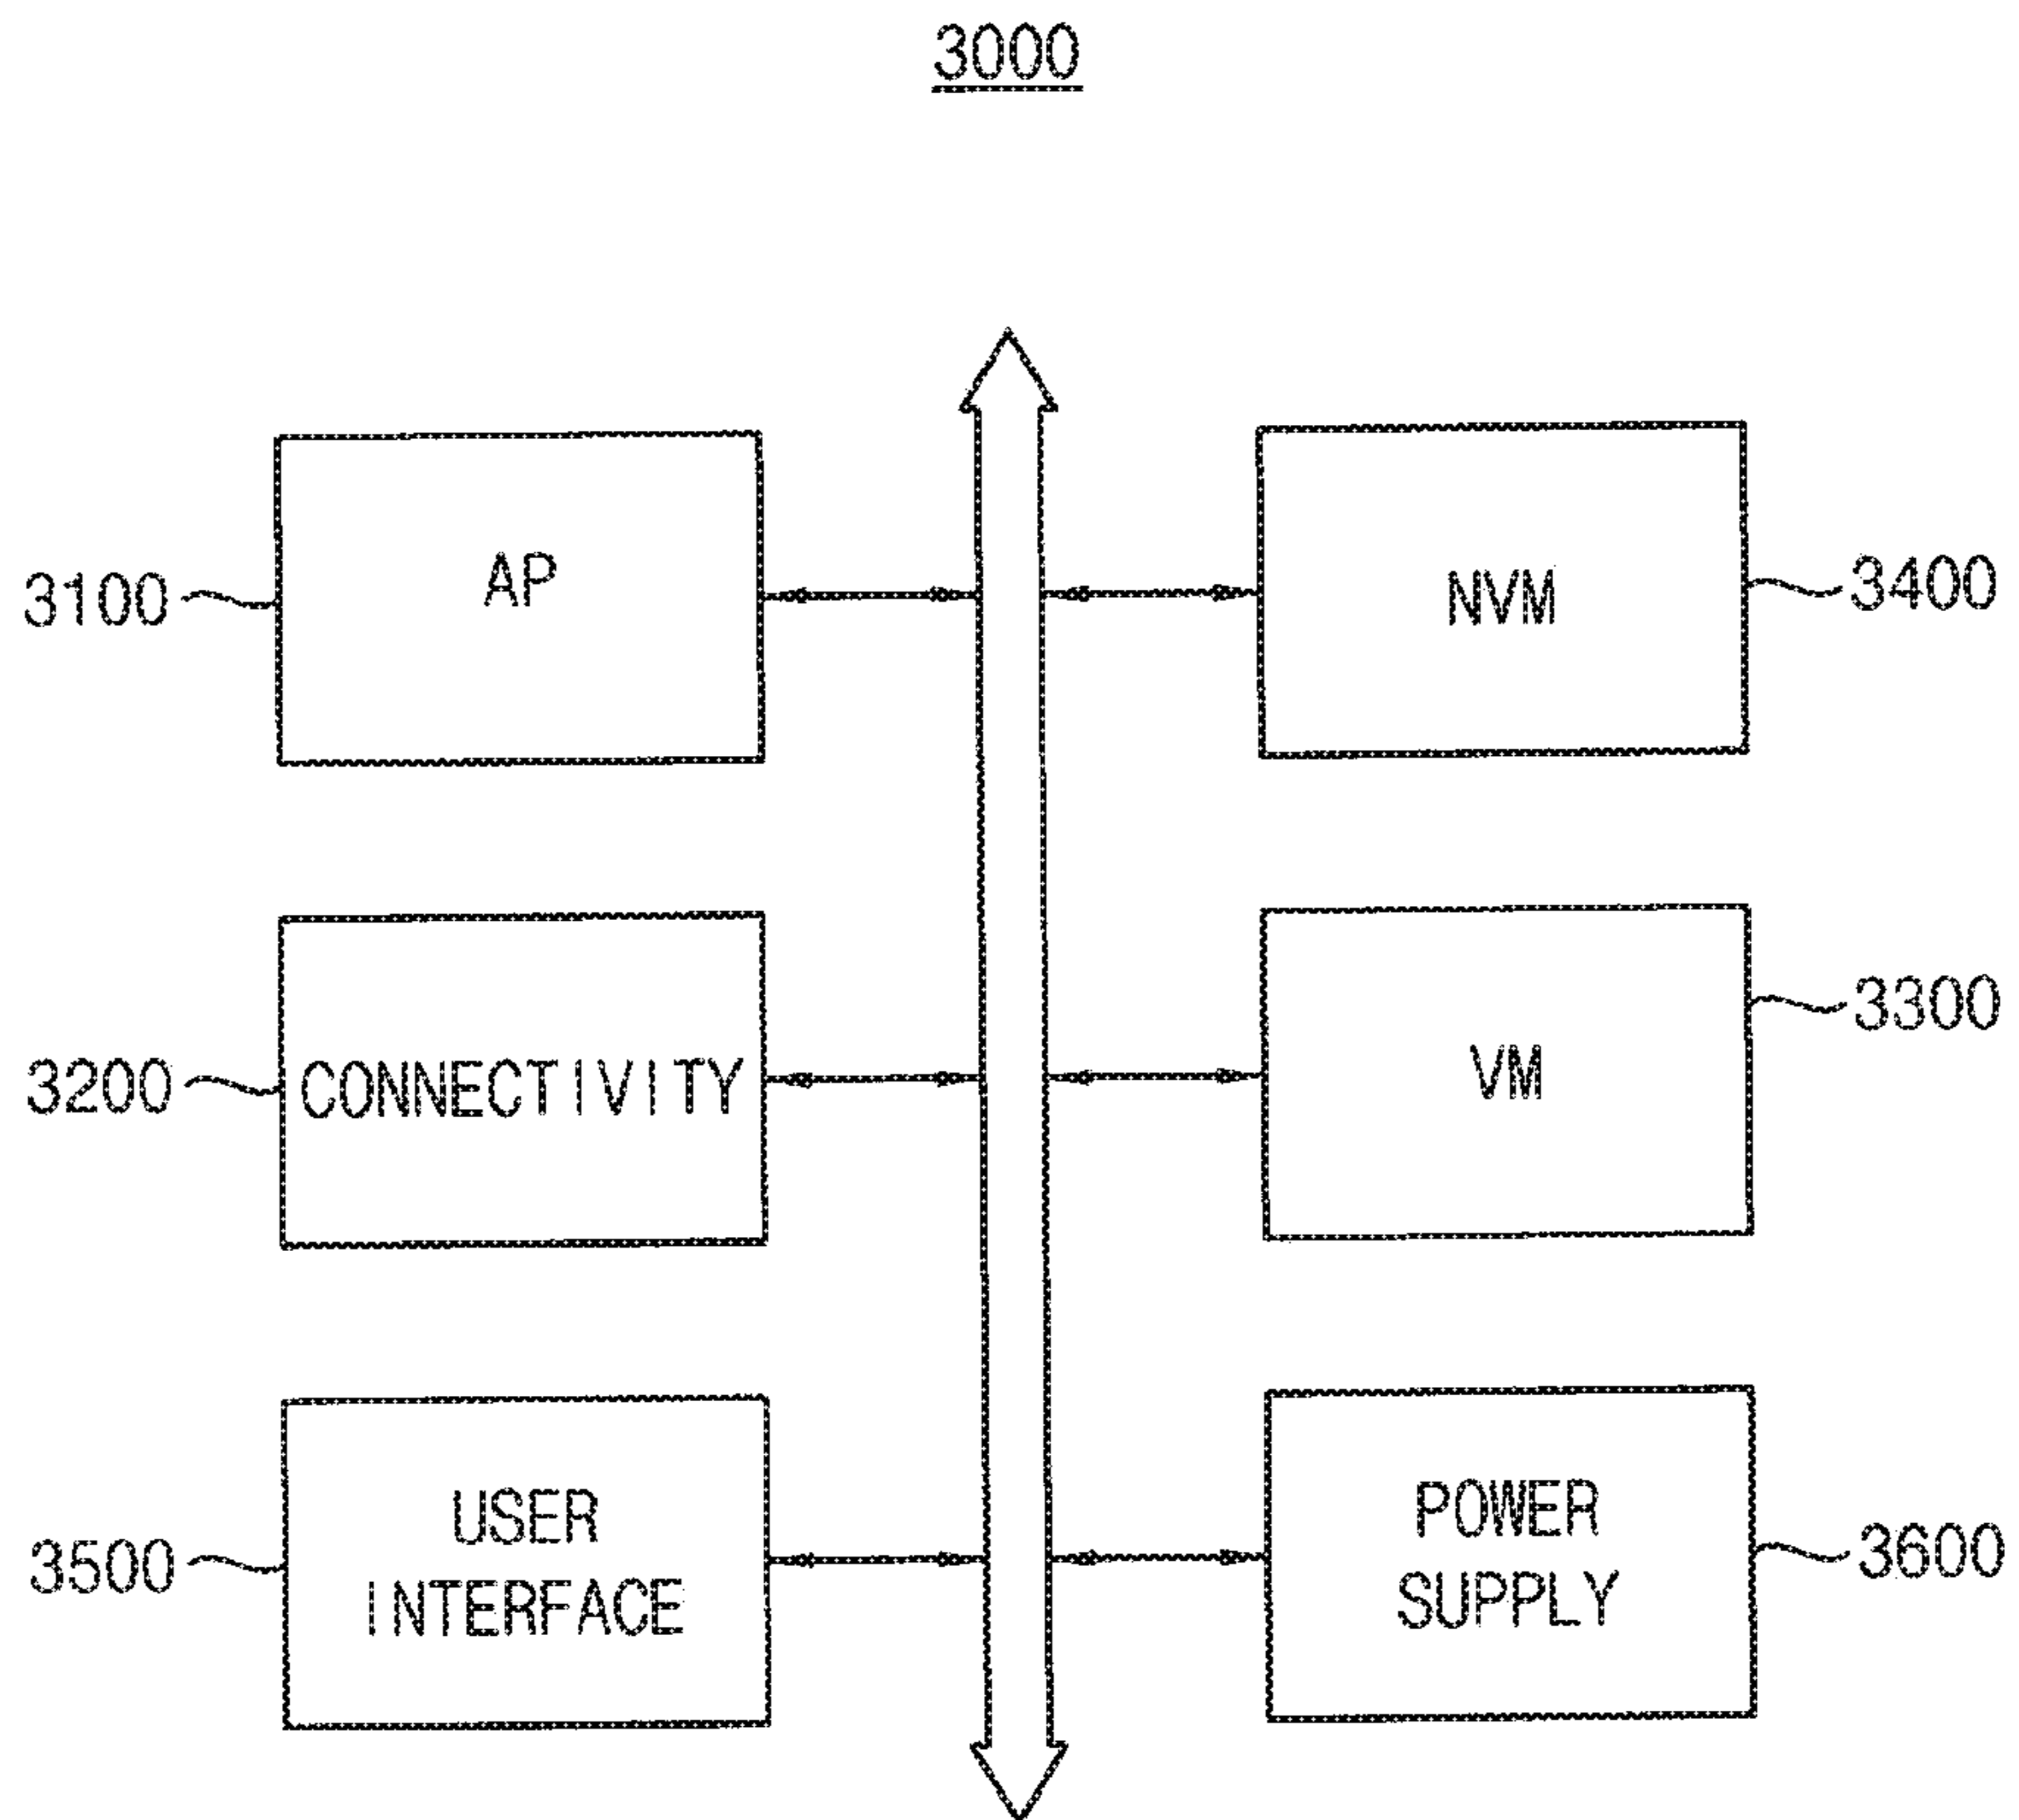 3000
AP
3100
NVM
3400
CONNECTIVITY
3200
VM
3300
USER
INTERFACE
3500
POWER
SUPPLY
3600